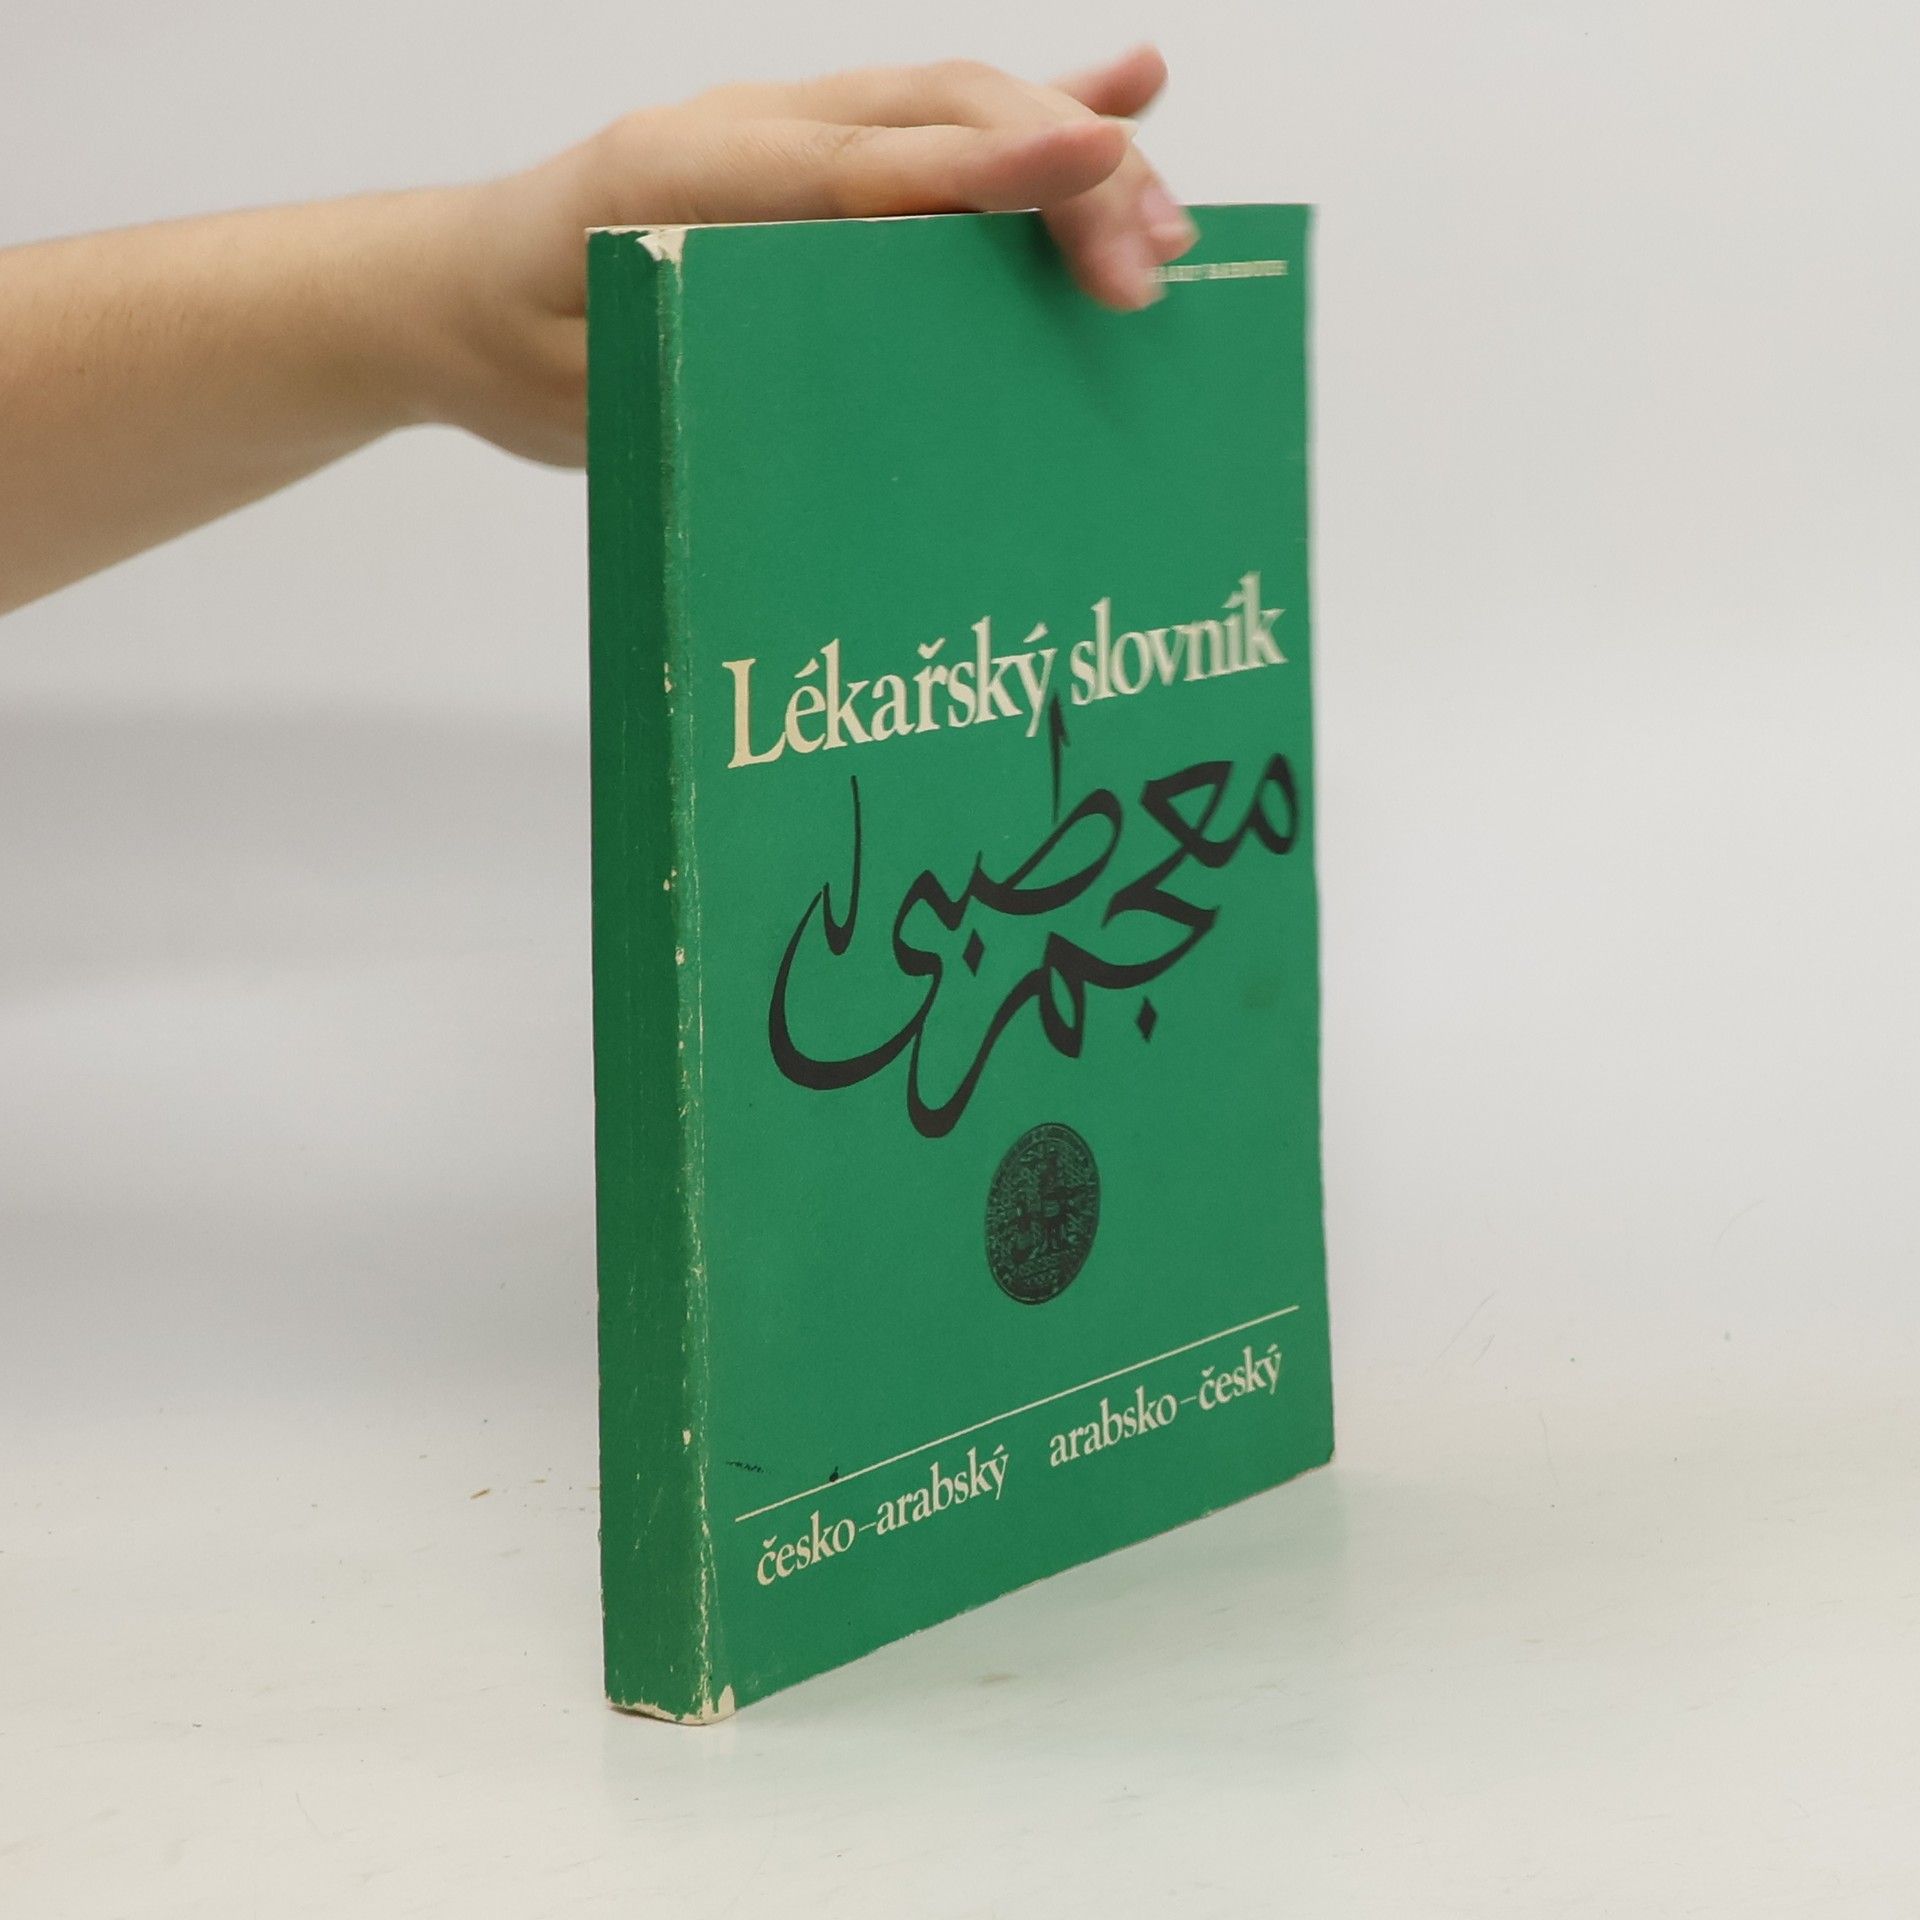 Lékařský slovník
معجم طبي
česko–arabský arabsko–český